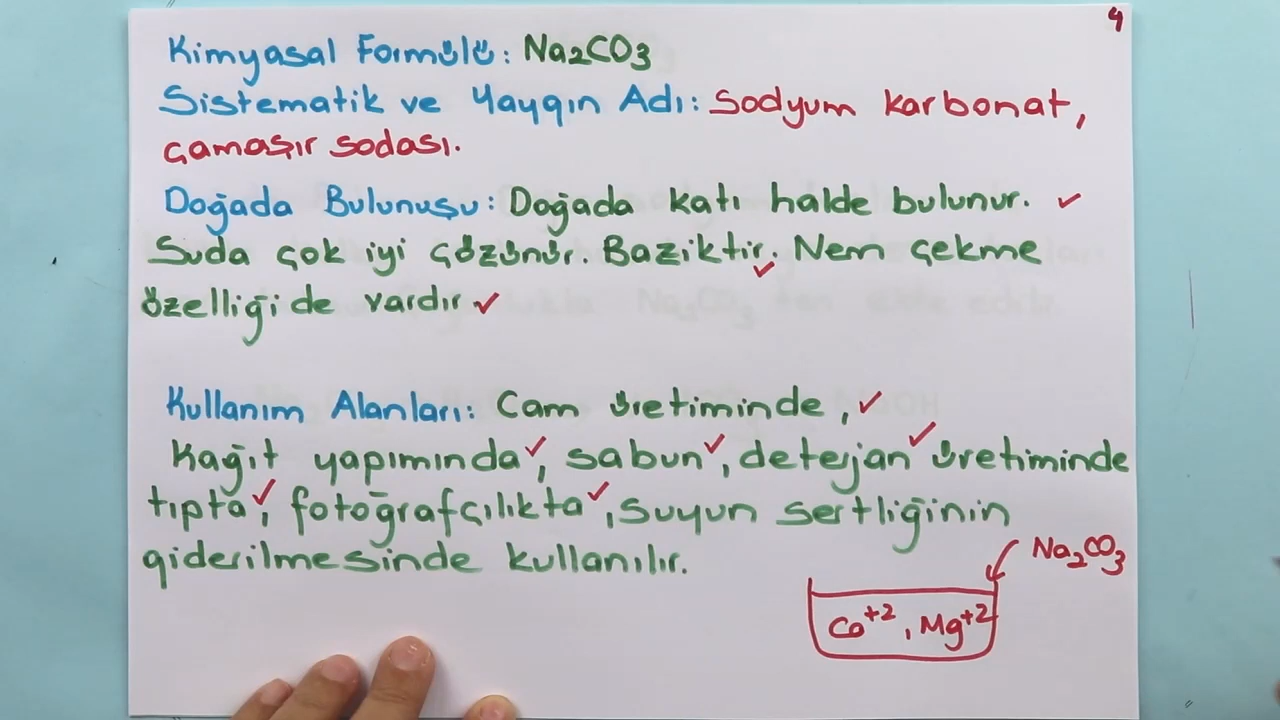 4
Kimyasal Formülü: Na₂CO₃
Sistematik ve Yaygın Adı: Sodyum karbonat,
çamaşır sodası.
Doğada Bulunuşu: Doğada katı halde bulunur.
Suda çok iyi çözünür. Baziktir. Nem çekme
özelliği de vardır
Kullanım Alanları: Cam üretiminde,
Kağıt yapımında, sabun, deterjan üretiminde
tıpta, fotoğrafçılıkta, suyun sertliğinin
giderilmesinde kullanılır.
Na₂CO₃
Ca⁺², Mg⁺²